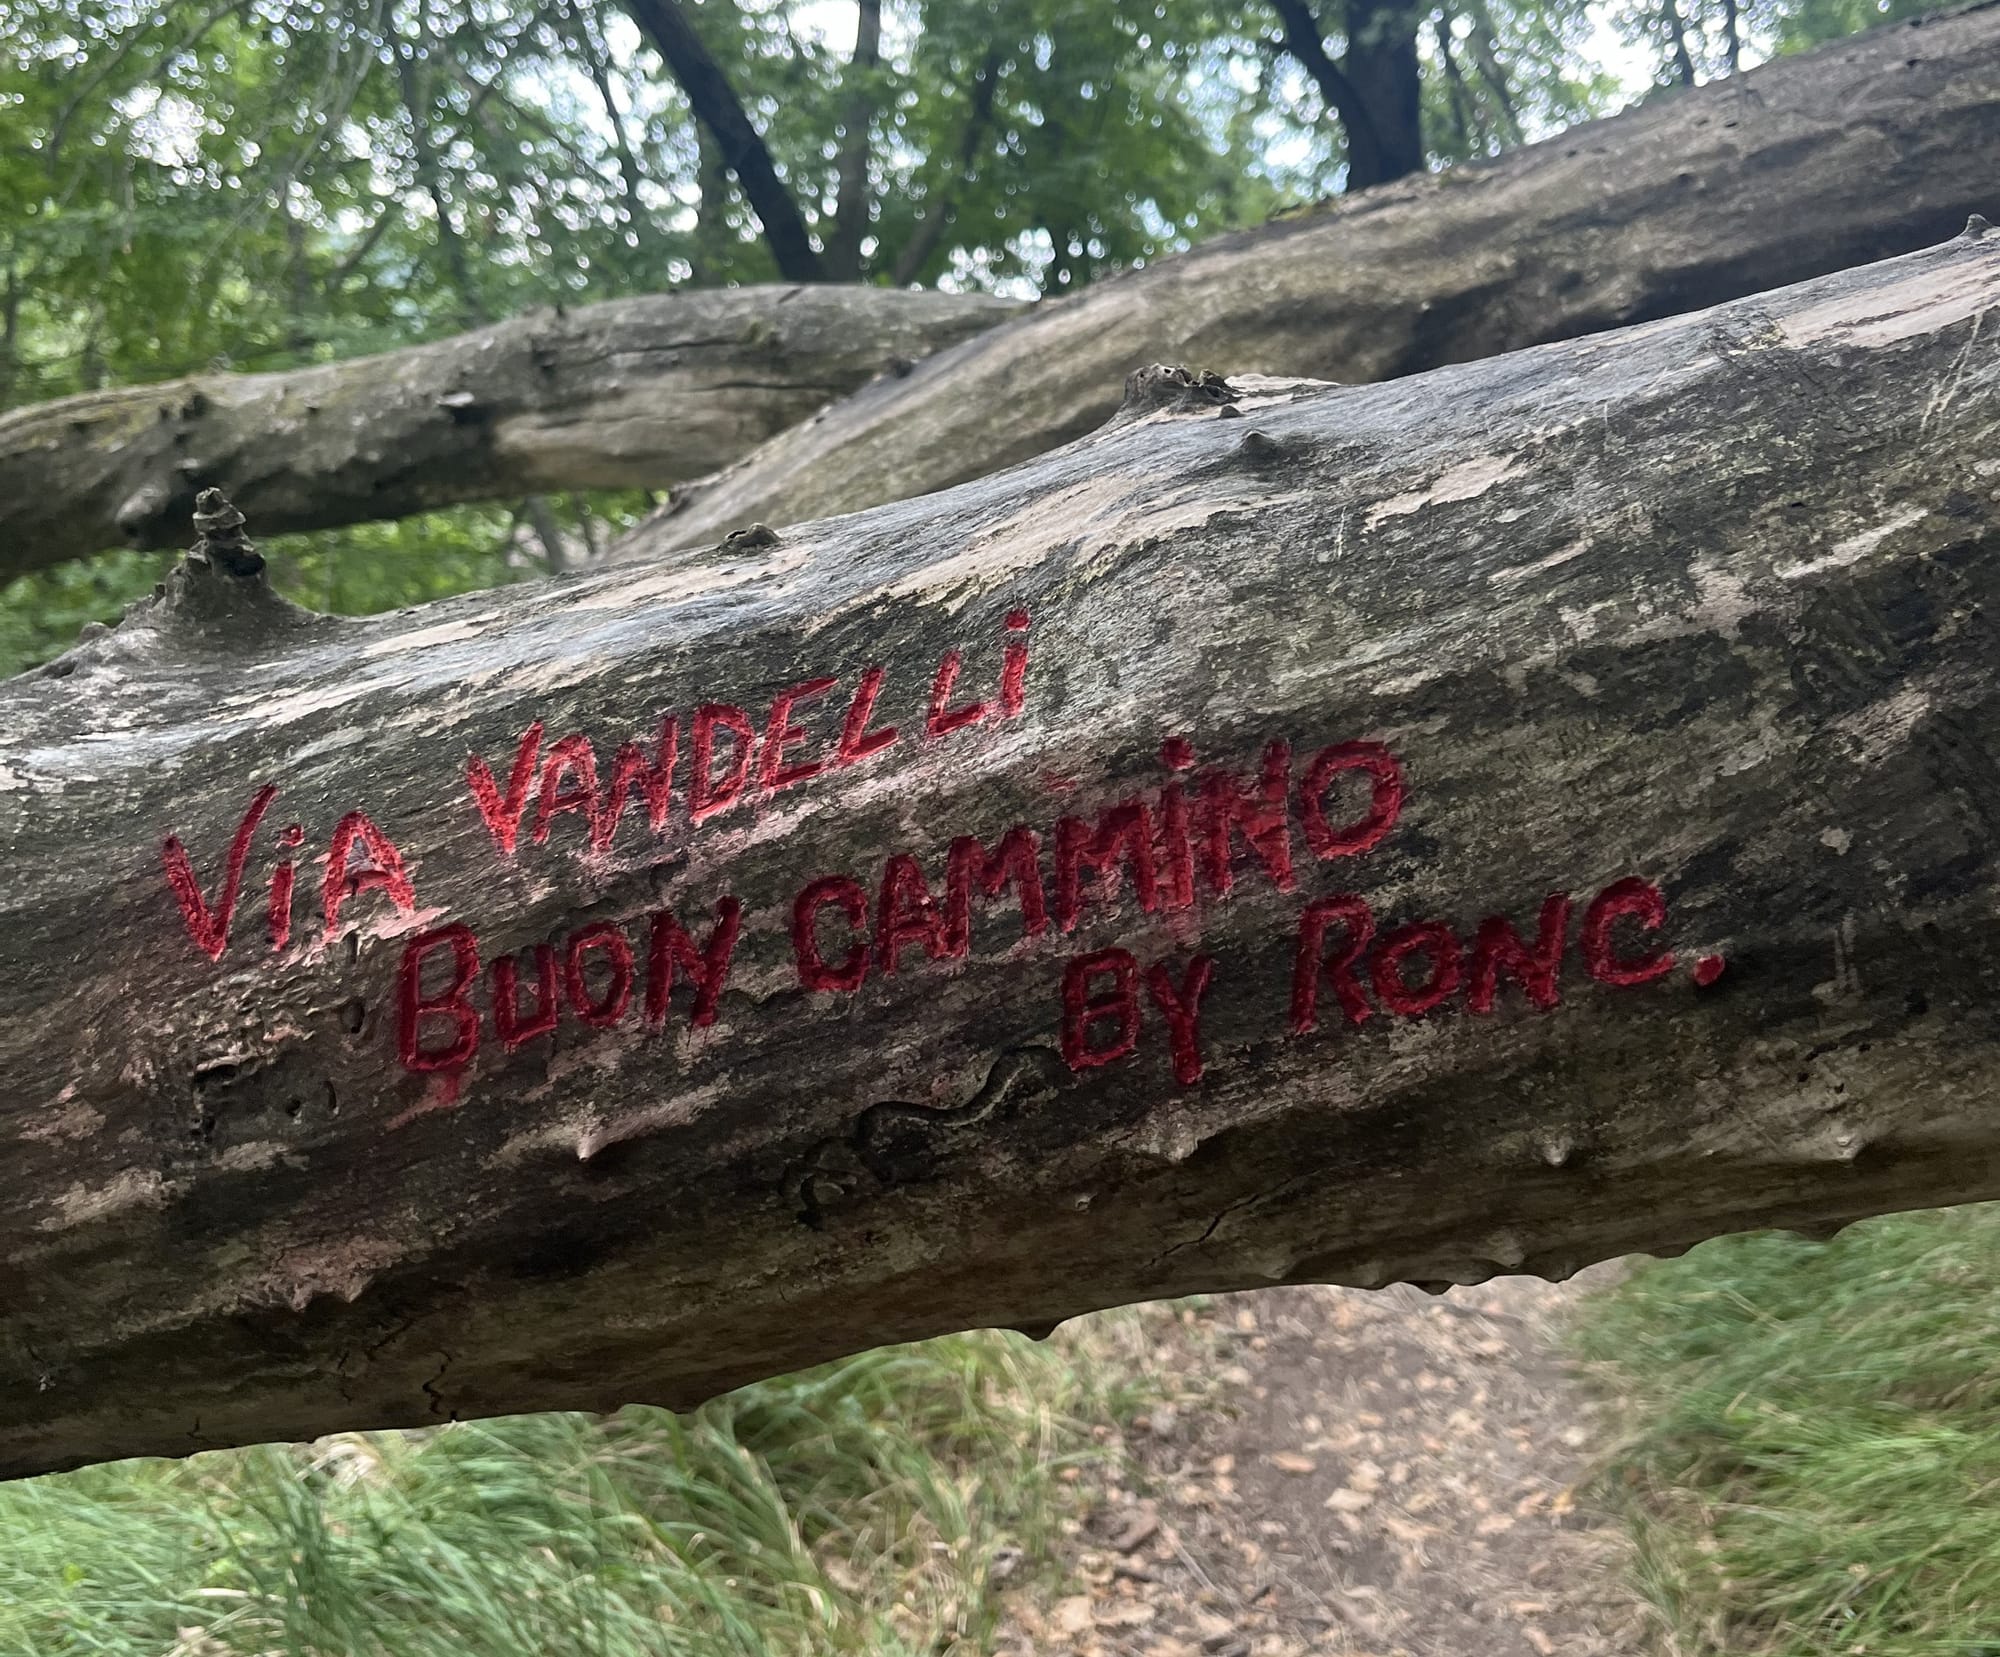 ViA VANDELLi
BUON CAMMiNO
BY RONC.